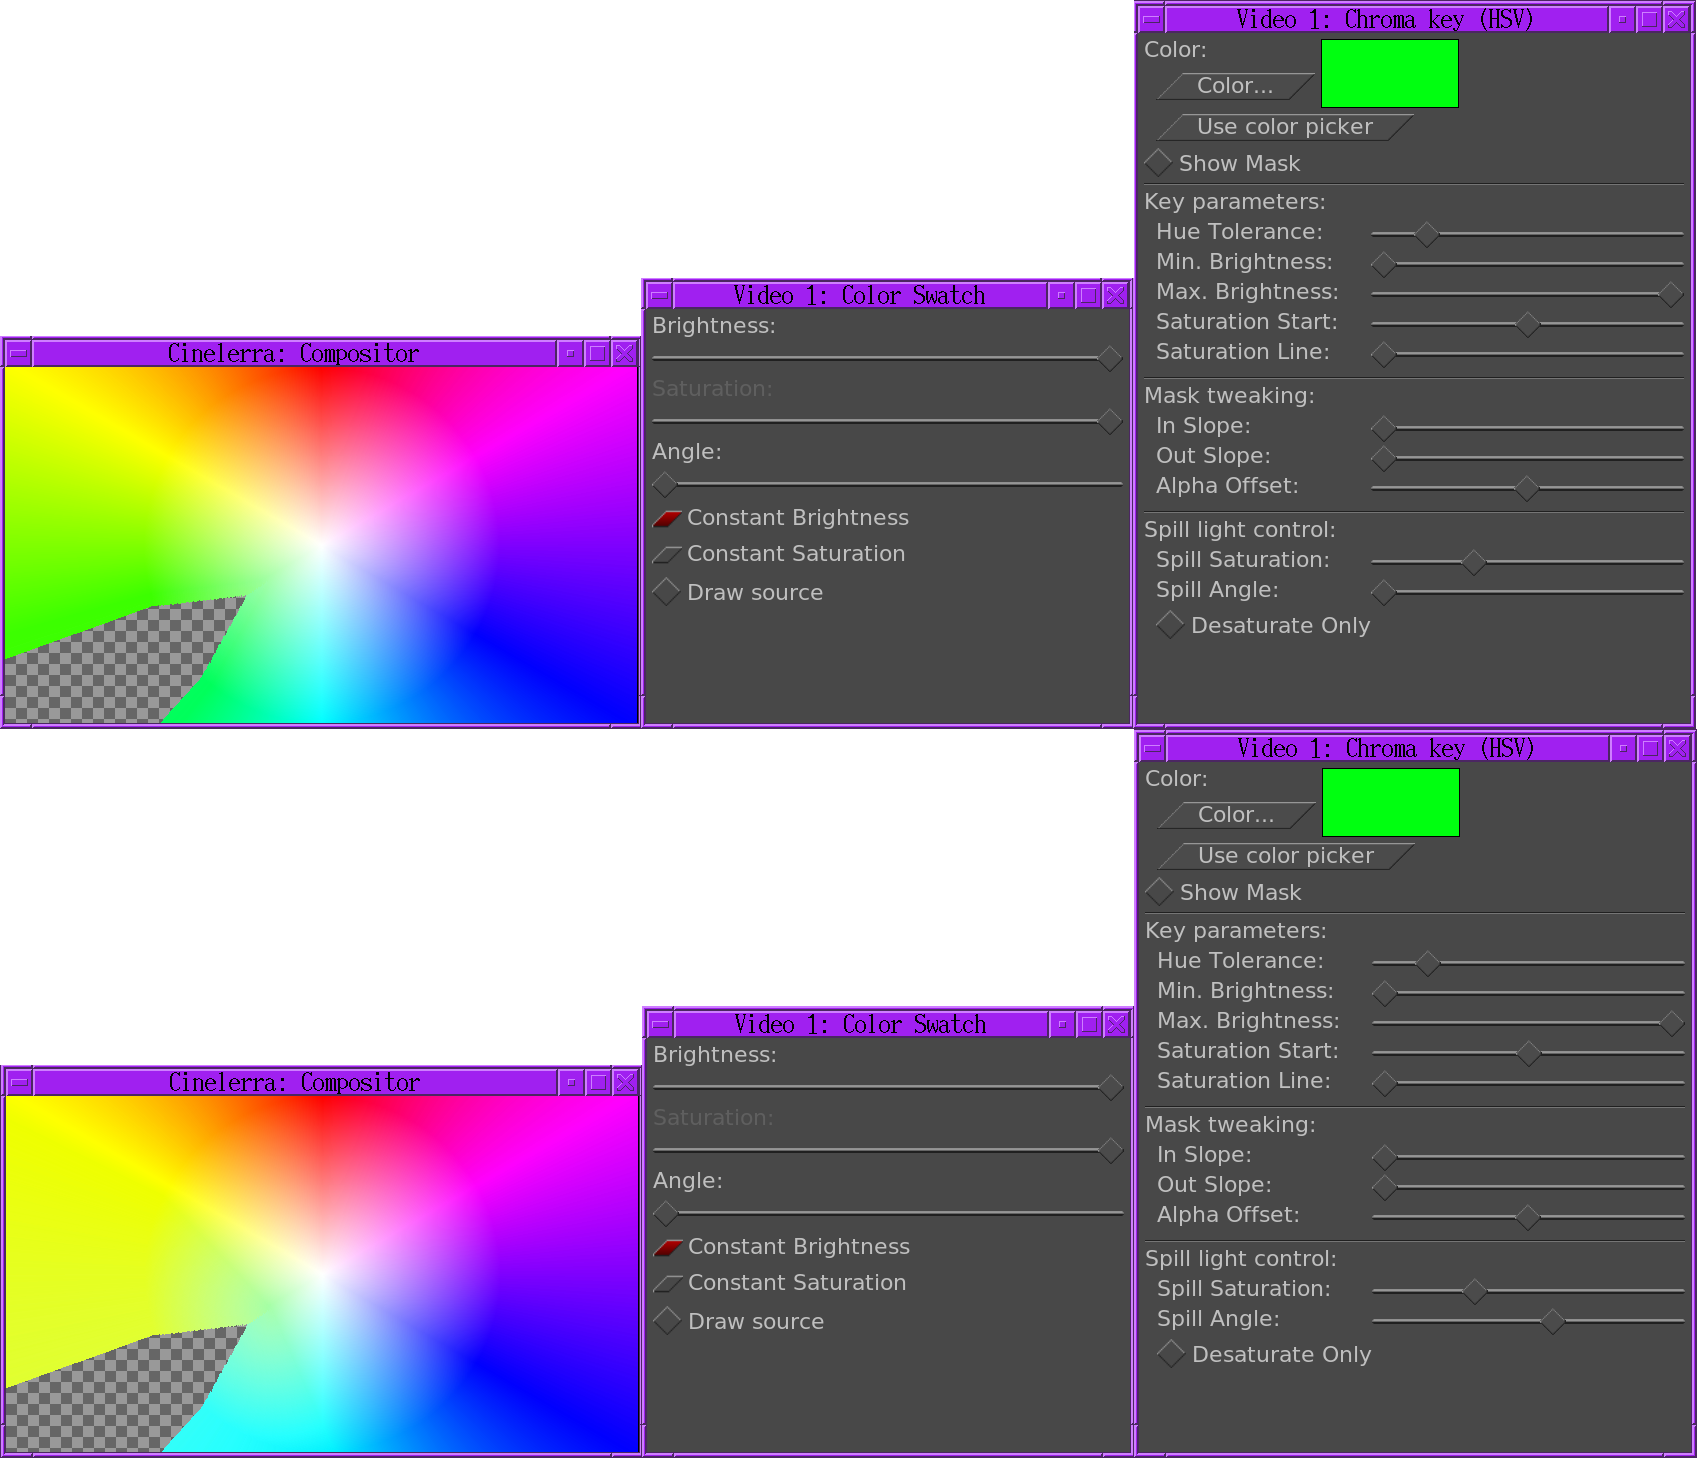 Video 1: Chroma key (HSV)
Color:
Color...
Use color picker
Show Mask
Key parameters:
Hue Tolerance:
Min. Brightness:
Max. Brightness:
Saturation Start:
Saturation Line:
Mask tweaking:
In Slope:
Out Slope:
Alpha Offset:
Spill light control:
Spill Saturation:
Spill Angle:
Desaturate Only
Video 1: Color Swatch
Brightness:
Saturation:
Angle:
Constant Brightness
Constant Saturation
Draw source
Cinelerra: Compositor
Video 1: Chroma key (HSV)
Color:
Color...
Use color picker
Show Mask
Key parameters:
Hue Tolerance:
Min. Brightness:
Max. Brightness:
Saturation Start:
Saturation Line:
Mask tweaking:
In Slope:
Out Slope:
Alpha Offset:
Spill light control:
Spill Saturation:
Spill Angle:
Desaturate Only
Video 1: Color Swatch
Brightness:
Saturation:
Angle:
Constant Brightness
Constant Saturation
Draw source
Cinelerra: Compositor